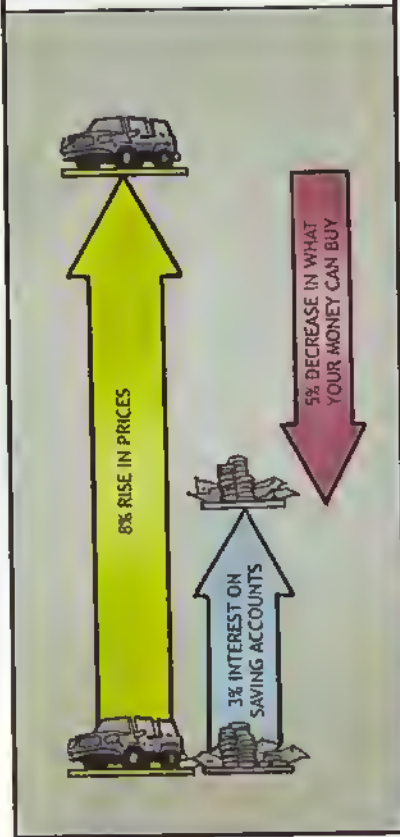 8% RISE IN PRICES
3% INTEREST ON
SAVING ACCOUNTS
5% DECREASE IN WHAT
YOUR MONEY CAN BUY